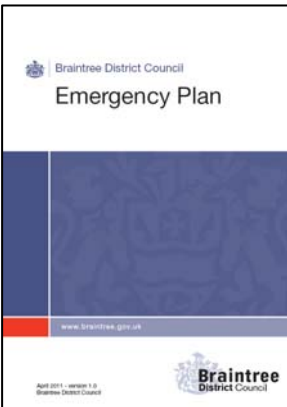 Braintree District Council
Emergency Plan
www.braintree.gov.uk
April 2011 - version 1.0
Braintree District Council
Braintree
District Council